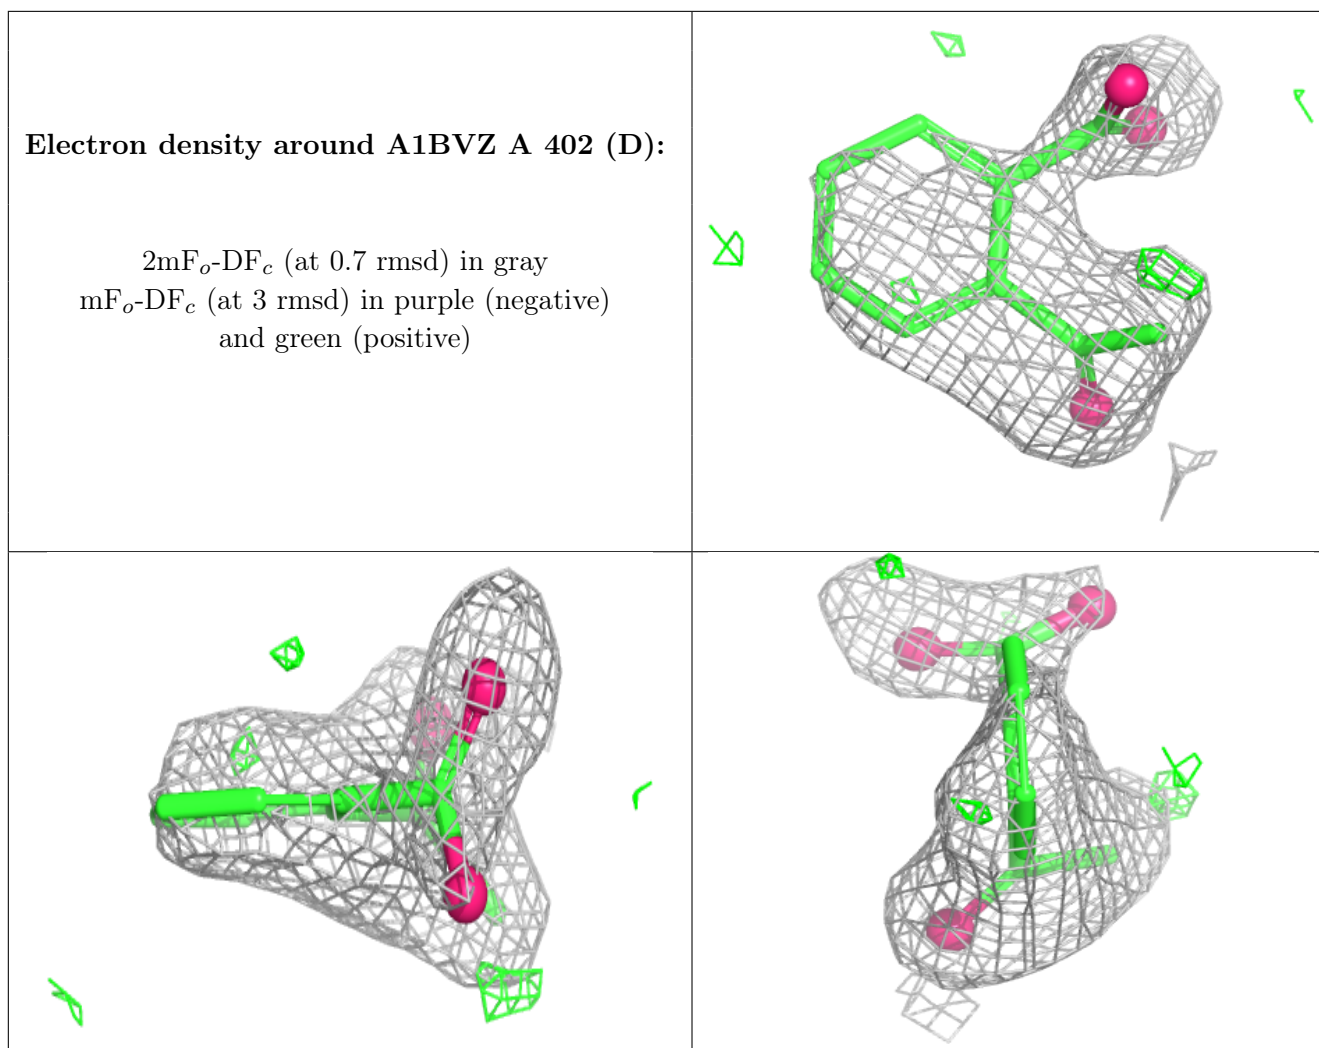 Electron density around A1BVZ A 402 (D):
2mFo-DFc (at 0.7 rmsd) in gray
mFo-DFc (at 3 rmsd) in purple (negative)
and green (positive)